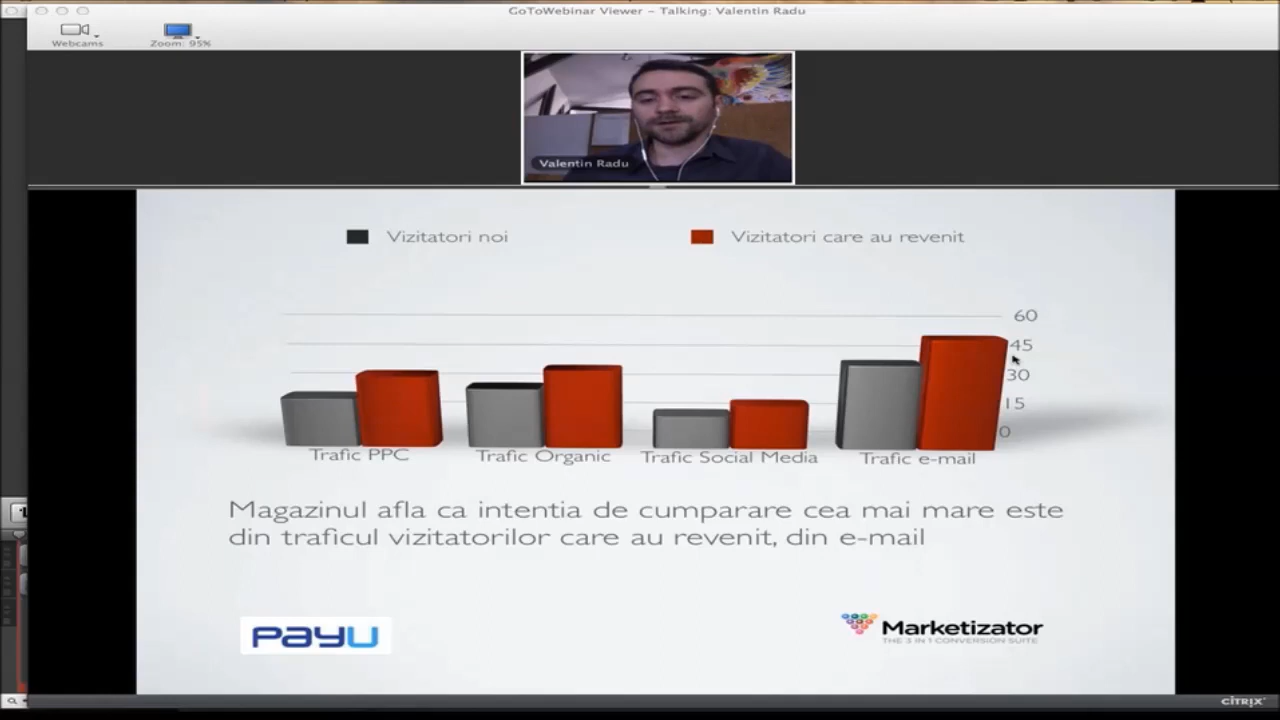 GoToWebinar Viewer – Talking: Valentin Radu
Webcams
Zoom: 95%
Valentin Radu
Vizitatori noi
Vizitatori care au revenit
60
45
30
15
0
Trafic PPC
Trafic Organic
Trafic Social Media
Trafic e-mail
Magazinul afla ca intentia de cumparare cea mai mare este
din traficul vizitatorilor care au revenit, din e-mail
PayU
Marketizator
THE 3 IN 1 CONVERSION SUITE
CITRIX